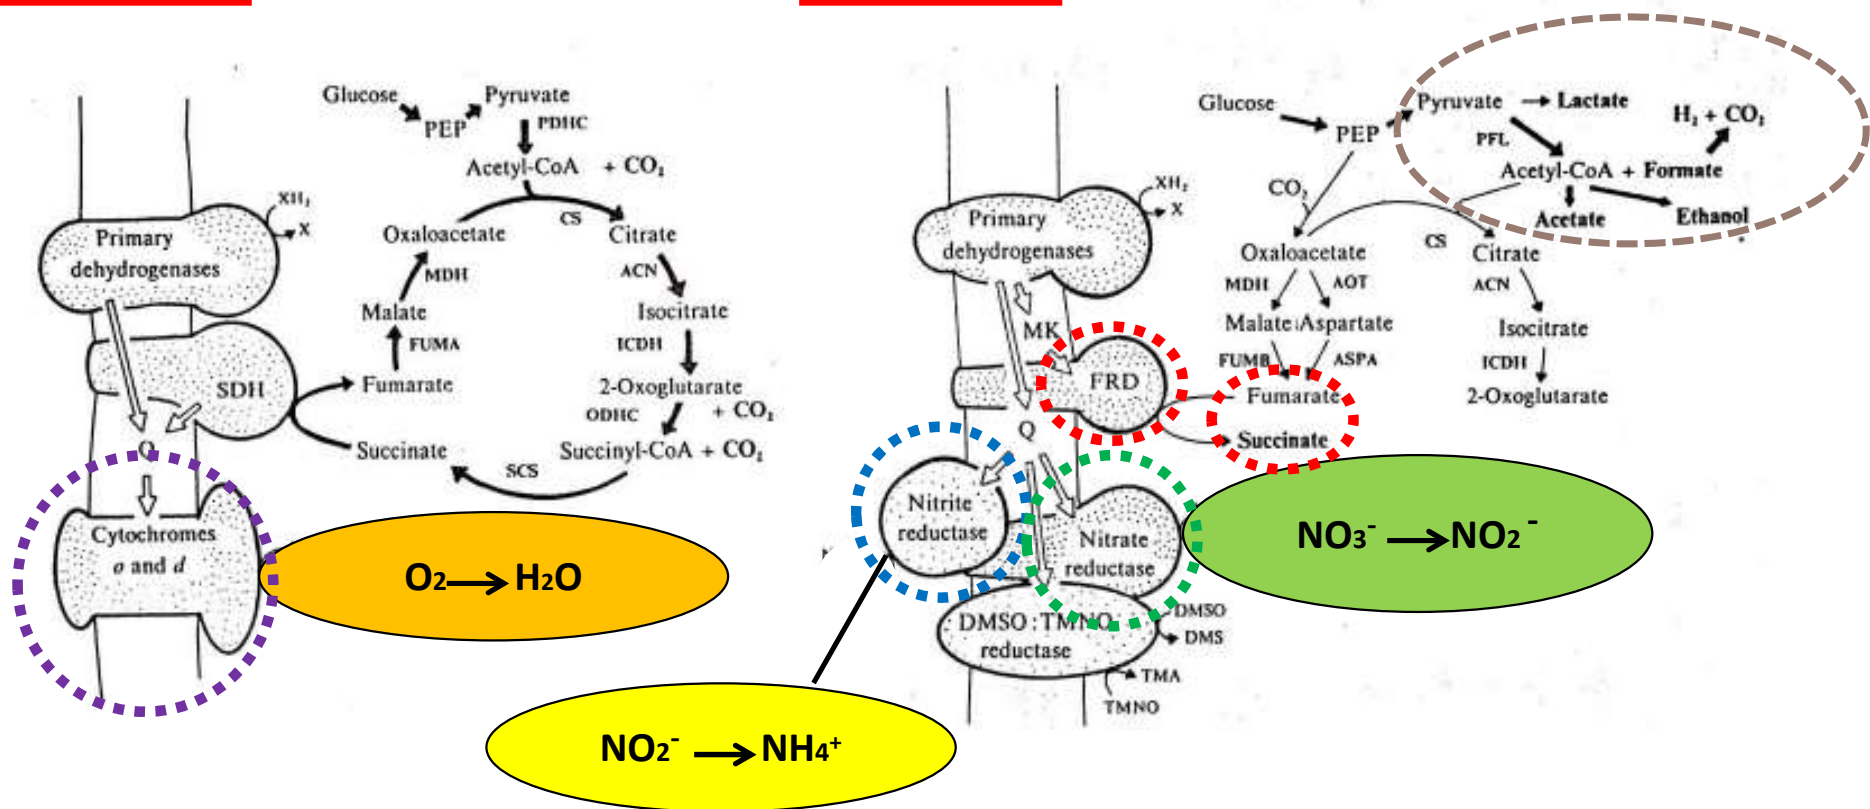 Glucose
Pyruvate
PEP
PDHC
Acetyl-CoA + CO₂
XH₂
X
Primary
dehydrogenases
Oxaloacetate
CS
Citrate
MDH
ACN
Malate
Isocitrate
FUMA
ICDH
SDH
Fumarate
2-Oxoglutarate
ODHC
+ CO₂
Q
Succinate
Succinyl-CoA + CO₂
SCS
Cytochromes
o and d
O₂ → H₂O
Glucose
Pyruvate → Lactate
PEP
H₂ + CO₂
PFL
Acetyl-CoA + Formate
CO₂
Acetate
Ethanol
XH₂
X
Primary
dehydrogenases
Oxaloacetate
CS
Citrate
MDH
AOT
ACN
MK
Malate
Aspartate
Isocitrate
FUMB
ASPA
ICDH
FRD
Fumarate
2-Oxoglutarate
Q
Succinate
Nitrite
reductase
Nitrate
reductase
NO₃⁻ → NO₂⁻
DMSO:TMNO
reductase
DMSO
DMS
TMA
TMNO
NO₂⁻ → NH₄⁺